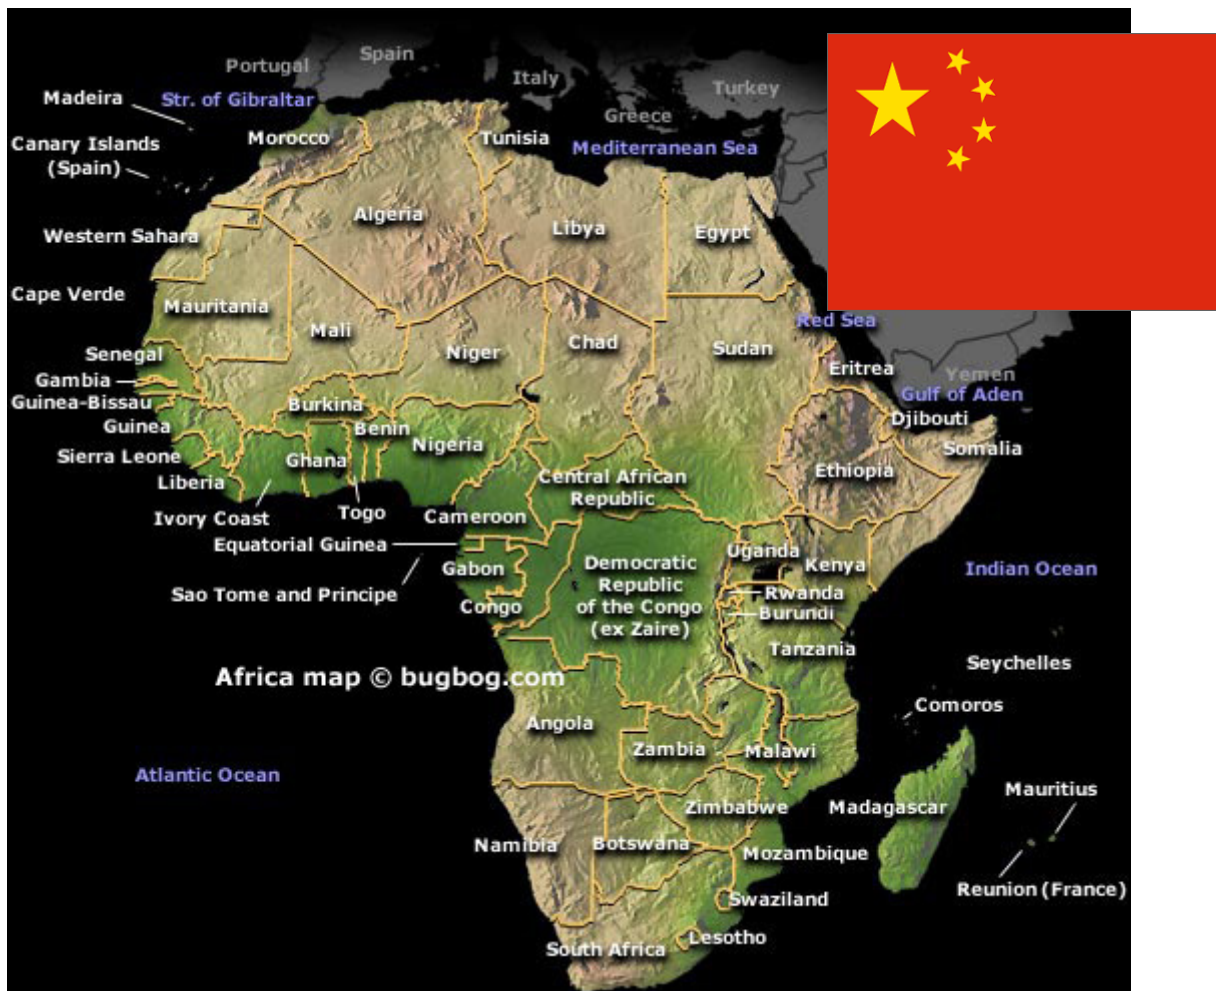 Spain
Portugal
Italy
Turkey
Madeira
Str. of Gibraltar
Greece
Morocco
Tunisia
Canary Islands
(Spain)
Mediterranean Sea
Algeria
Libya
Egypt
Western Sahara
Cape Verde
Mauritania
Red Sea
Mali
Niger
Chad
Sudan
Senegal
Eritrea
Yemen
Gambia
Gulf of Aden
Guinea-Bissau
Burkina
Djibouti
Guinea
Benin
Nigeria
Somalia
Sierra Leone
Ghana
Ethiopia
Liberia
Central African
Republic
Ivory Coast
Togo
Cameroon
Equatorial Guinea
Uganda
Kenya
Gabon
Democratic
Republic
of the Congo
(ex Zaire)
Indian Ocean
Sao Tome and Principe
Rwanda
Congo
Burundi
Tanzania
Seychelles
Africa map © bugbog.com
Comoros
Angola
Zambia
Malawi
Atlantic Ocean
Mauritius
Zimbabwe
Madagascar
Namibia
Botswana
Mozambique
Reunion (France)
Swaziland
Lesotho
South Africa